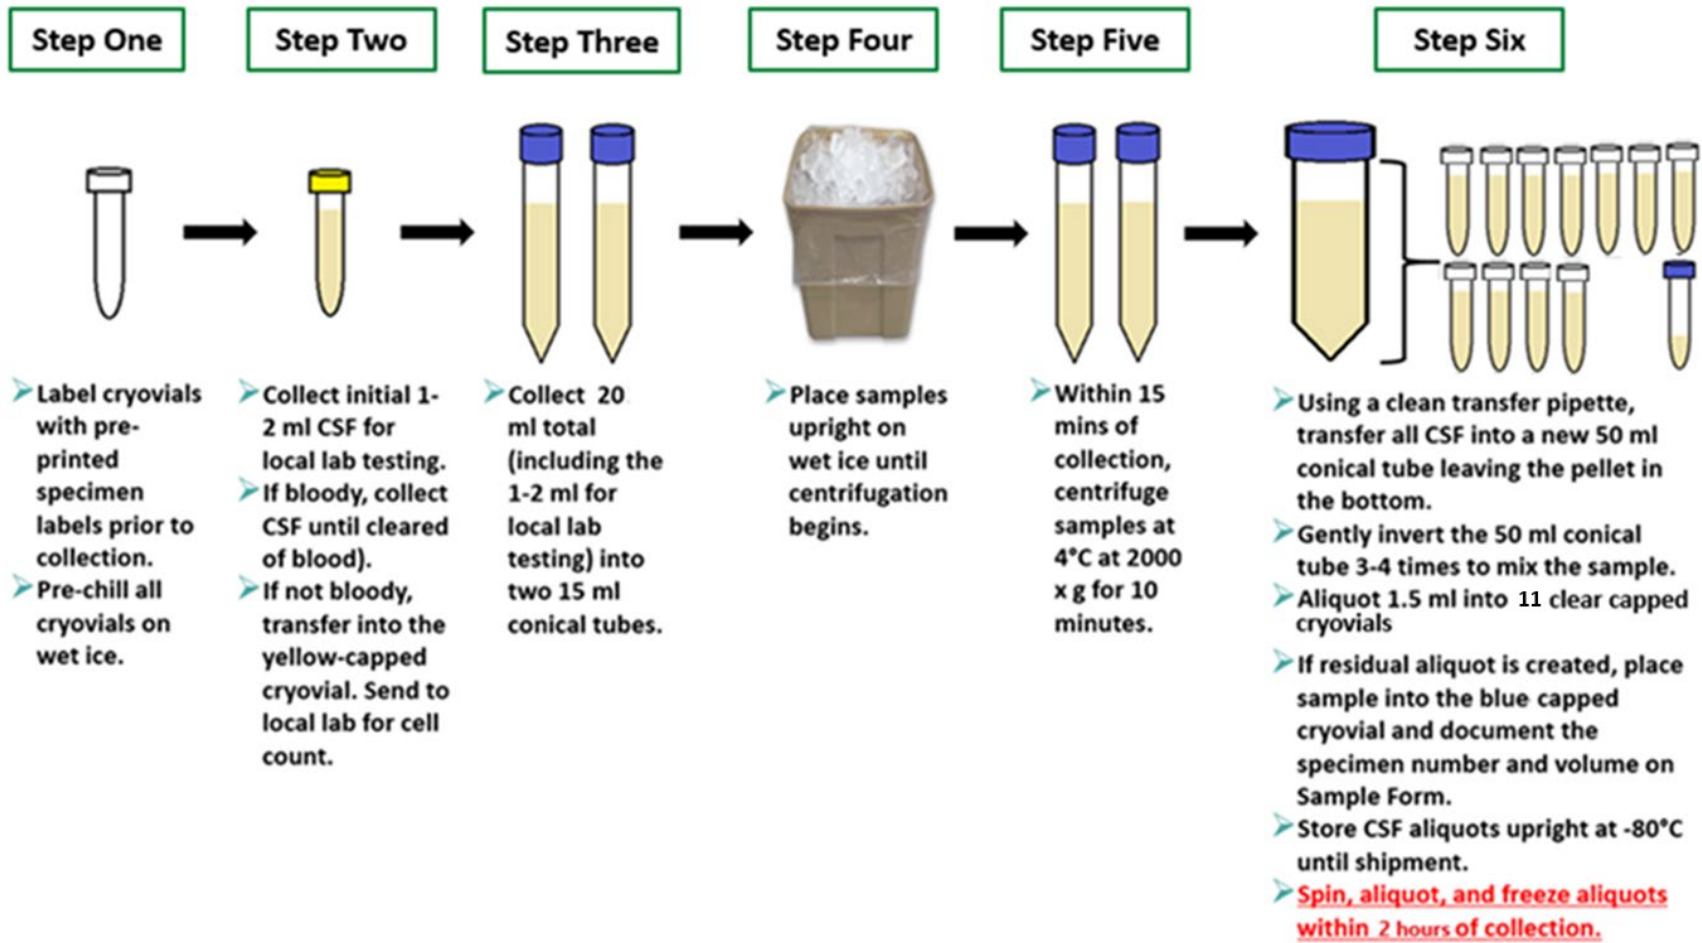 Step One
Label cryovials
with pre-
printed
specimen
labels prior to
collection.
Pre-chill all
cryovials on
wet ice.
Step Two
Collect initial 1-
2 ml CSF for
local lab testing.
If bloody, collect
CSF until cleared
of blood).
If not bloody,
transfer into the
yellow-capped
cryovial. Send to
local lab for cell
count.
Step Three
Collect 20
ml total
(including the
1-2 ml for
local lab
testing) into
two 15 ml
conical tubes.
Step Four
Place samples
upright on
wet ice until
centrifugation
begins.
Step Five
Within 15
mins of
collection,
centrifuge
samples at
4°C at 2000
x g for 10
minutes.
Step Six
Using a clean transfer pipette,
transfer all CSF into a new 50 ml
conical tube leaving the pellet in
the bottom.
Gently invert the 50 ml conical
tube 3-4 times to mix the sample.
Aliquot 1.5 ml into 11 clear capped
cryovials
If residual aliquot is created, place
sample into the blue capped
cryovial and document the
specimen number and volume on
Sample Form.
Store CSF aliquots upright at -80°C
until shipment.
Spin, aliquot, and freeze aliquots
within 2 hours of collection.